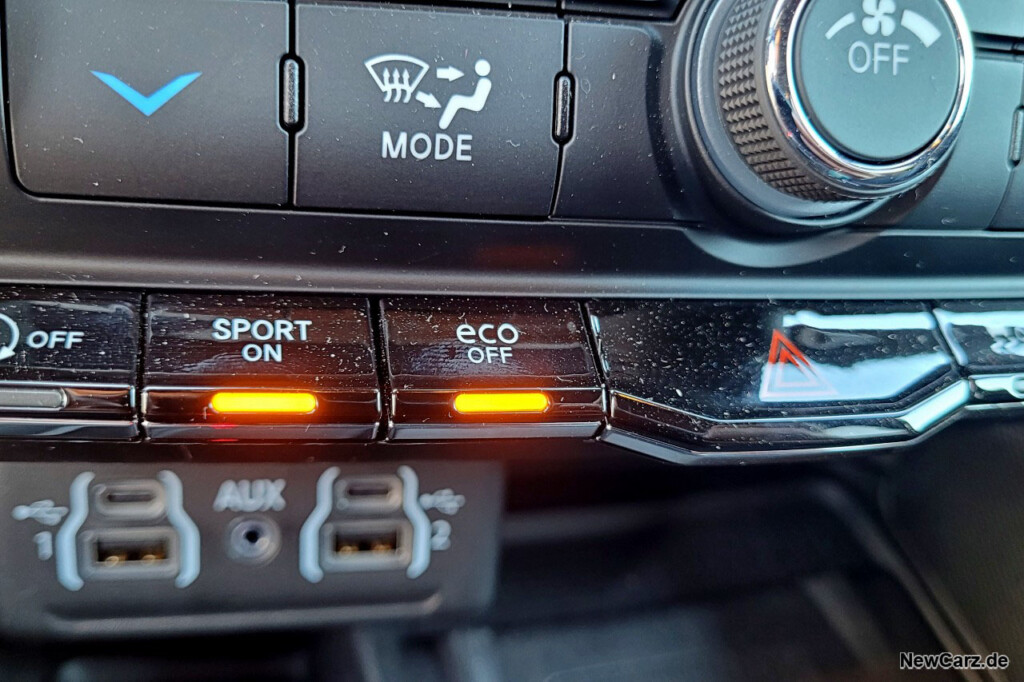 OFF
MODE
OFF
SPORT
ON
eco
OFF
AUX
1
2
NewCarz.de